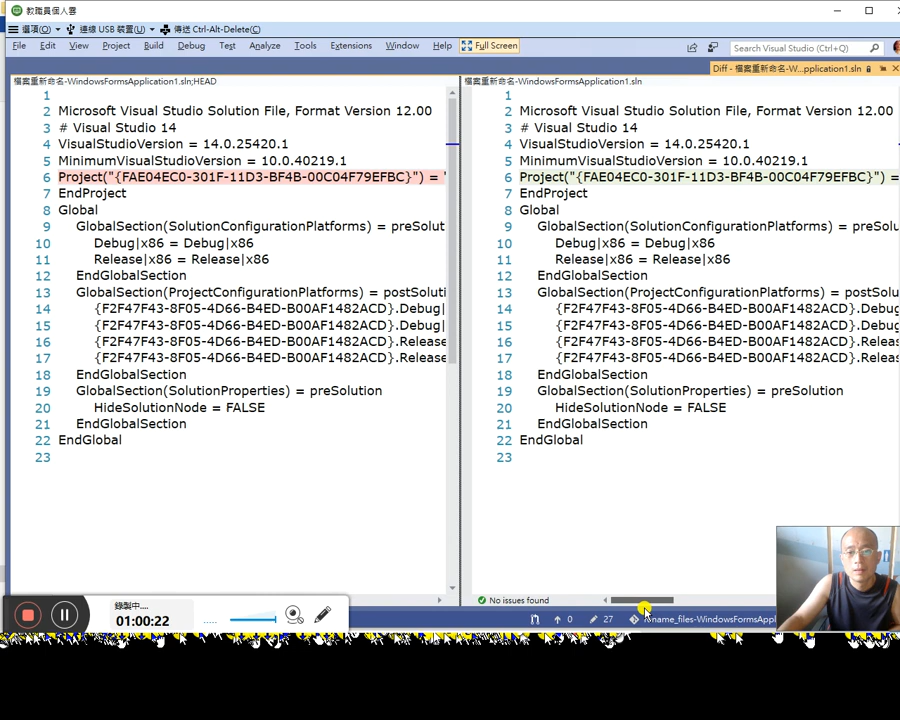 教職員個人雲
選項(O) 連線 USB 裝置(U) 傳送 Ctrl-Alt-Delete(C)
File Edit View Project Build Debug Test Analyze Tools Extensions Window Help Full Screen Search Visual Studio (Ctrl+Q)
Diff - 檔案重新命名-W...pplication1.sln
檔案重新命名-WindowsFormsApplication1.sln;HEAD
1
2 Microsoft Visual Studio Solution File, Format Version 12.00
3 # Visual Studio 14
4 VisualStudioVersion = 14.0.25420.1
5 MinimumVisualStudioVersion = 10.0.40219.1
6 Project("{FAE04EC0-301F-11D3-BF4B-00C04F79EFBC}") = "
7 EndProject
8 Global
9 GlobalSection(SolutionConfigurationPlatforms) = preSolut
10 Debug|x86 = Debug|x86
11 Release|x86 = Release|x86
12 EndGlobalSection
13 GlobalSection(ProjectConfigurationPlatforms) = postSoluti
14 {F2F47F43-8F05-4D66-B4ED-B00AF1482ACD}.Debug|
15 {F2F47F43-8F05-4D66-B4ED-B00AF1482ACD}.Debug|
16 {F2F47F43-8F05-4D66-B4ED-B00AF1482ACD}.Release
17 {F2F47F43-8F05-4D66-B4ED-B00AF1482ACD}.Release
18 EndGlobalSection
19 GlobalSection(SolutionProperties) = preSolution
20 HideSolutionNode = FALSE
21 EndGlobalSection
22 EndGlobal
23
檔案重新命名-WindowsFormsApplication1.sln
1
2 Microsoft Visual Studio Solution File, Format Version 12.00
3 # Visual Studio 14
4 VisualStudioVersion = 14.0.25420.1
5 MinimumVisualStudioVersion = 10.0.40219.1
6 Project("{FAE04EC0-301F-11D3-BF4B-00C04F79EFBC}") =
7 EndProject
8 Global
9 GlobalSection(SolutionConfigurationPlatforms) = preSolu
10 Debug|x86 = Debug|x86
11 Release|x86 = Release|x86
12 EndGlobalSection
13 GlobalSection(ProjectConfigurationPlatforms) = postSolu
14 {F2F47F43-8F05-4D66-B4ED-B00AF1482ACD}.Debug
15 {F2F47F43-8F05-4D66-B4ED-B00AF1482ACD}.Debug
16 {F2F47F43-8F05-4D66-B4ED-B00AF1482ACD}.Releas
17 {F2F47F43-8F05-4D66-B4ED-B00AF1482ACD}.Releas
18 EndGlobalSection
19 GlobalSection(SolutionProperties) = preSolution
20 HideSolutionNode = FALSE
21 EndGlobalSection
22 EndGlobal
23
No issues found
錄製中....
01:00:22
0 27 name_files-WindowsFormsAppl